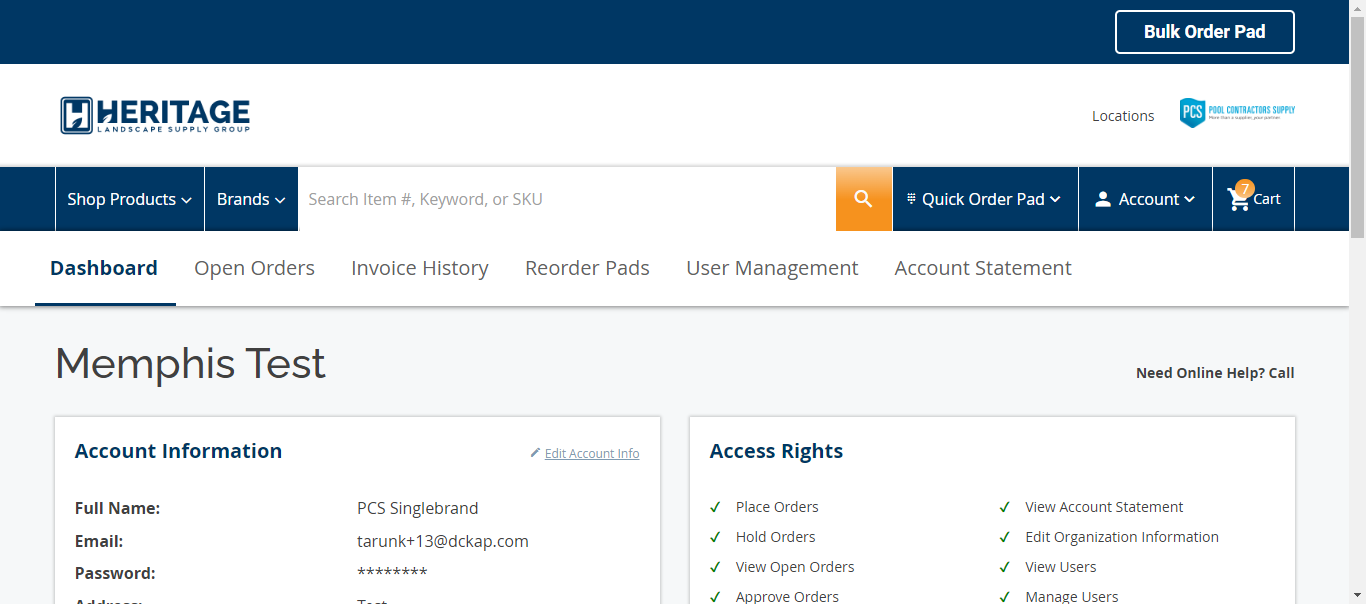 Bulk Order Pad
HERITAGE
LANDSCAPE SUPPLY GROUP
Locations
PCS POOL CONTRACTORS SUPPLY
More than a supplier, your partner.
Shop Products
Brands
Search Item #, Keyword, or SKU
Quick Order Pad
Account
7
Cart
Dashboard
Open Orders
Invoice History
Reorder Pads
User Management
Account Statement
Memphis Test
Need Online Help? Call
Account Information
Edit Account Info
Full Name: PCS Singlebrand
Email: tarunk+13@dckap.com
Password: ********
Address: Test
Access Rights
Place Orders
View Account Statement
Hold Orders
Edit Organization Information
View Open Orders
View Users
Approve Orders
Manage Users